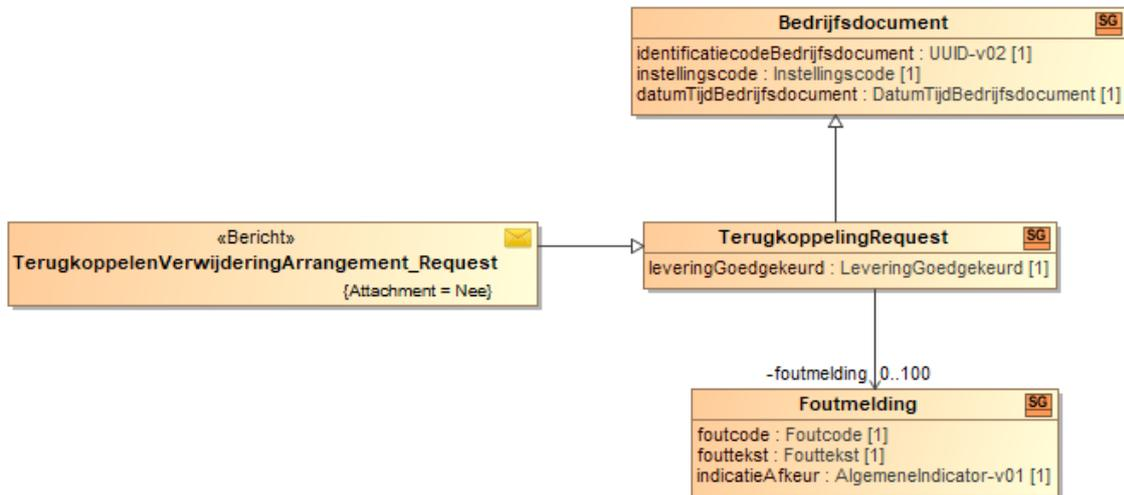 Bedrijfsdocument
SG
identificatiecodeBedrijfsdocument : UUID-v02 [1]
instellingscode : Instellingscode [1]
datumTijdBedrijfsdocument : DatumTijdBedrijfsdocument [1]
«Bericht»
TerugkoppelenVerwijderingArrangement_Request
{Attachment = Nee}
TerugkoppelingRequest
SG
leveringGoedgekeurd : LeveringGoedgekeurd [1]
-foutmelding 0..100
Foutmelding
SG
foutcode : Foutcode [1]
fouttekst : Fouttekst [1]
indicatieAfkeur : AlgemeneIndicator-v01 [1]